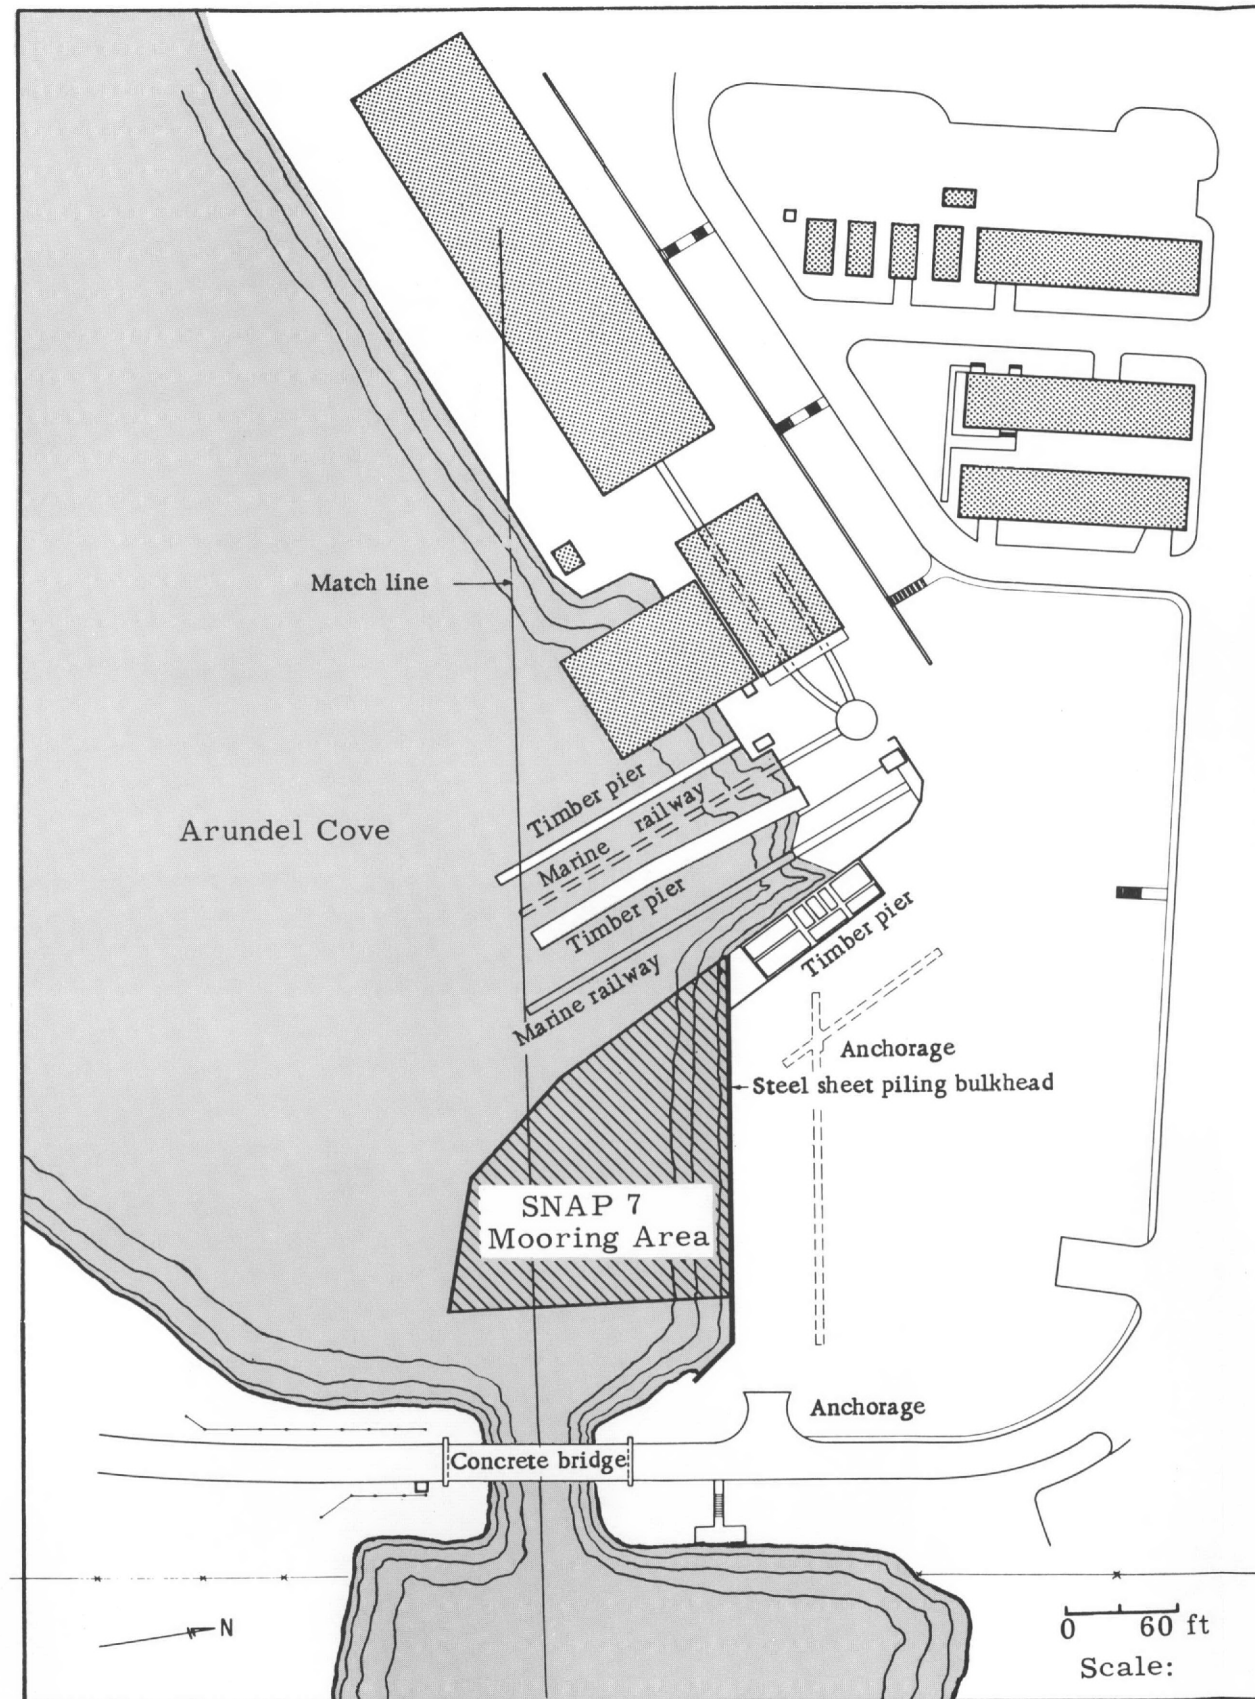 Match line
Timber pier
Marine railway
Arundel Cove
Timber pier
Timber pier
Marine railway
Anchorage
Steel sheet piling bulkhead
SNAP 7
Mooring Area
Anchorage
Concrete bridge
N
0 60 ft
Scale: